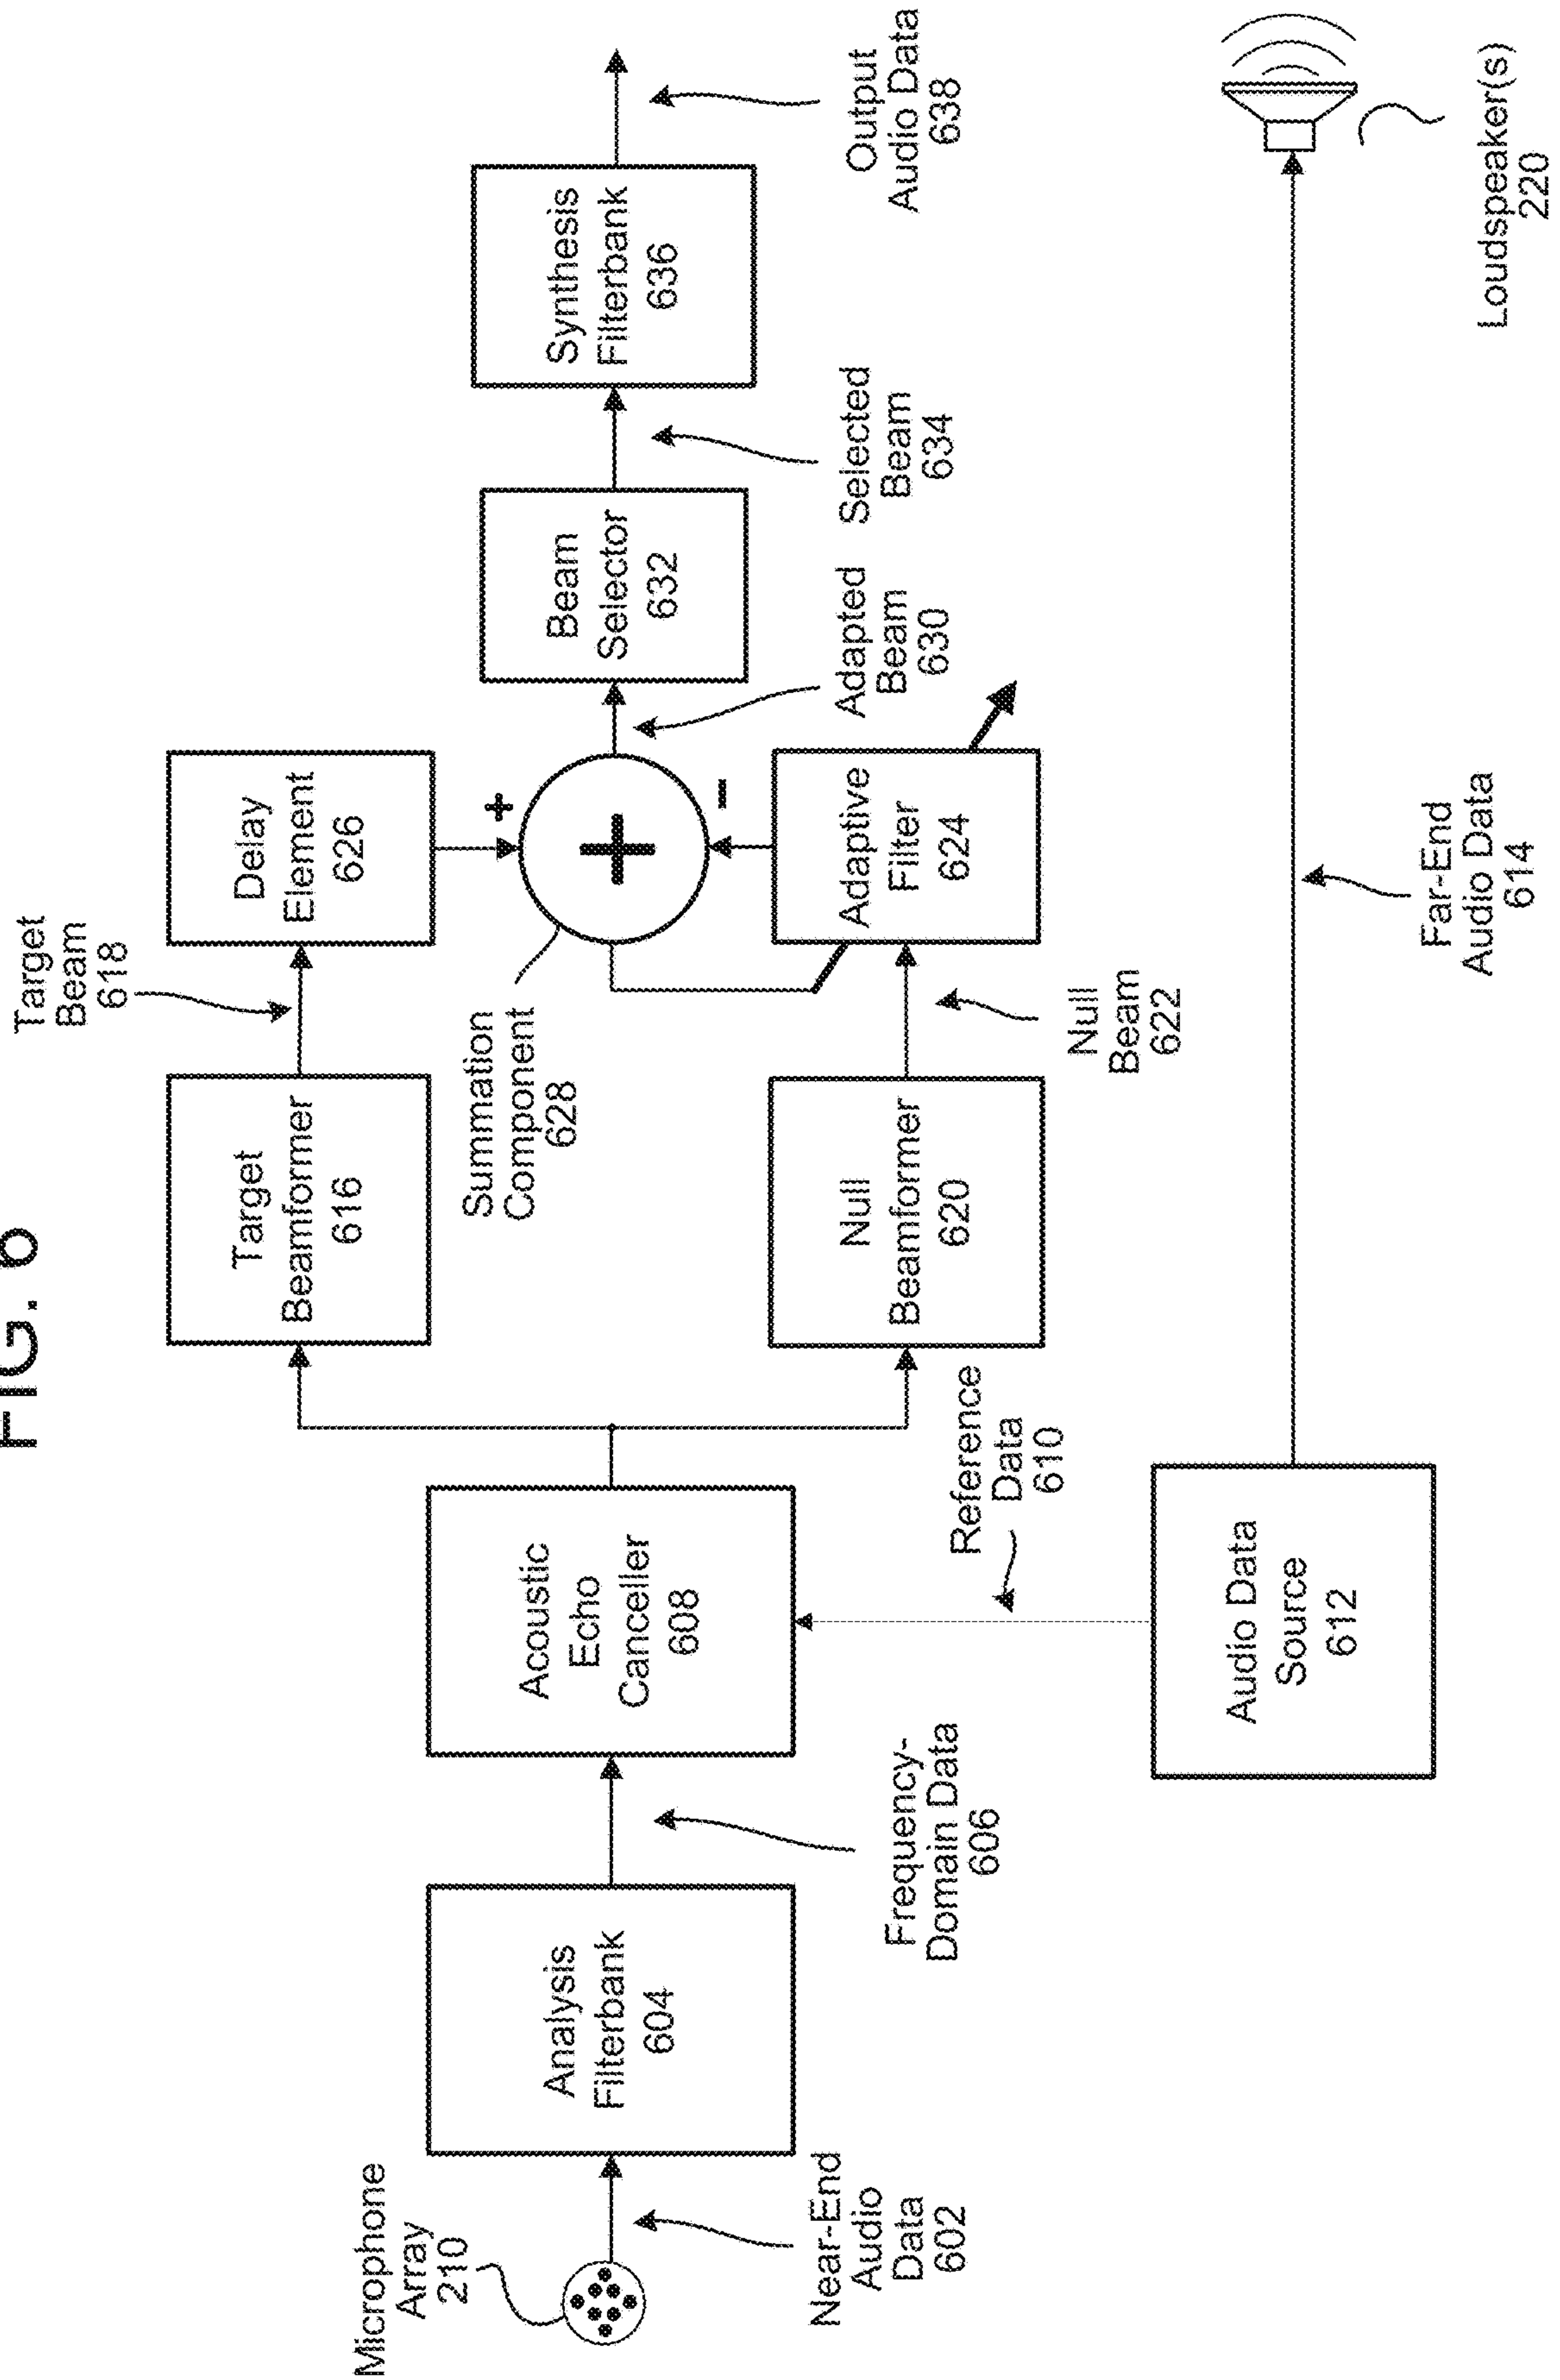 FIG. 6
Microphone
Array
210
Near-End
Audio
Data
602
Analysis
Filterbank
604
Frequency-
Domain Data
606
Acoustic
Echo
Canceller
608
Reference
Data
610
Audio Data
Source
612
Far-End
Audio Data
614
Loudspeaker(s)
220
Target
Beamformer
616
Target
Beam
618
Null
Beamformer
620
Null
Beam
622
Adaptive
Filter
624
Delay
Element
626
Summation
Component
628
+
+
−
Adapted
Beam
630
Beam
Selector
632
Selected
Beam
634
Synthesis
Filterbank
636
Output
Audio Data
638